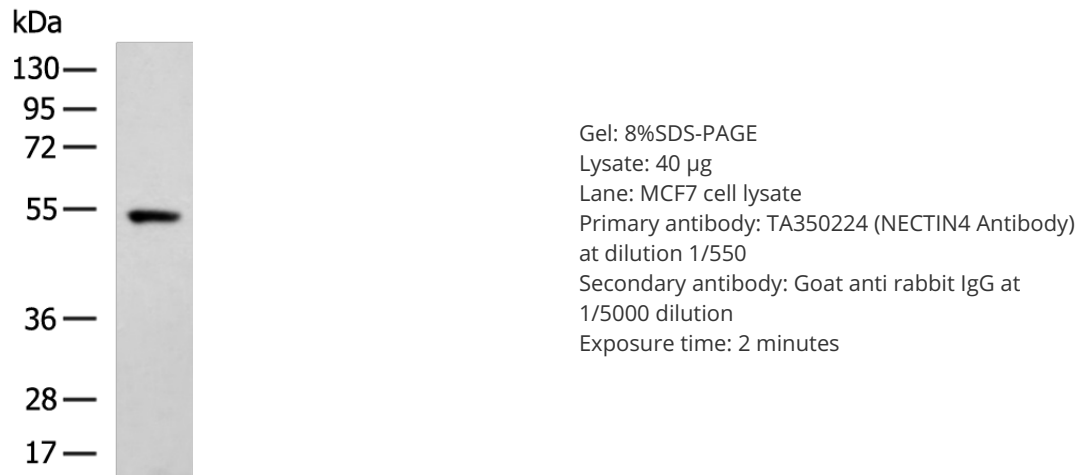 kDa
130
95
72
55
36
28
17
Gel: 8%SDS-PAGE
Lysate: 40 µg
Lane: MCF7 cell lysate
Primary antibody: TA350224 (NECTIN4 Antibody)
at dilution 1/550
Secondary antibody: Goat anti rabbit IgG at
1/5000 dilution
Exposure time: 2 minutes